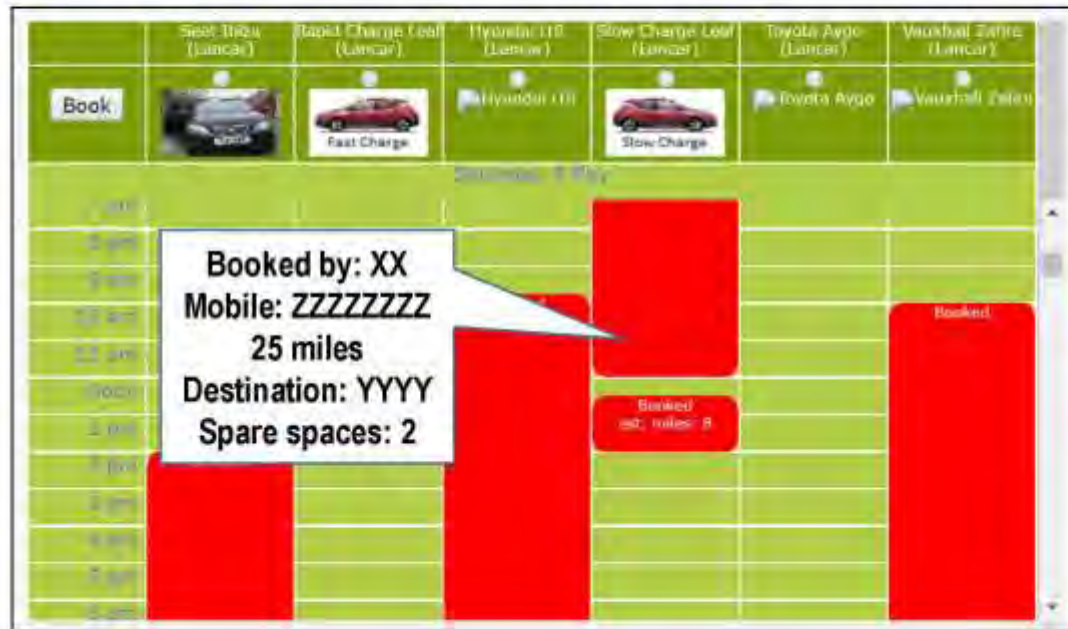 Seat Ibiza Rapid Charge Leaf Hyundai i10 Slow Charge Leaf Toyota Aygo Vauxhall Zafira
(Lancar) (Lancar) (Lancar) (Lancar) (Lancar) (Lancar)
Book
Hyundai i10
Toyota Aygo
Vauxhall Zafira
Fast Charge
Slow Charge
Booked by: XX
Mobile: ZZZZZZZZ
25 miles
Destination: YYYY
Spare spaces: 2
Booked
Booked
est. miles: 8